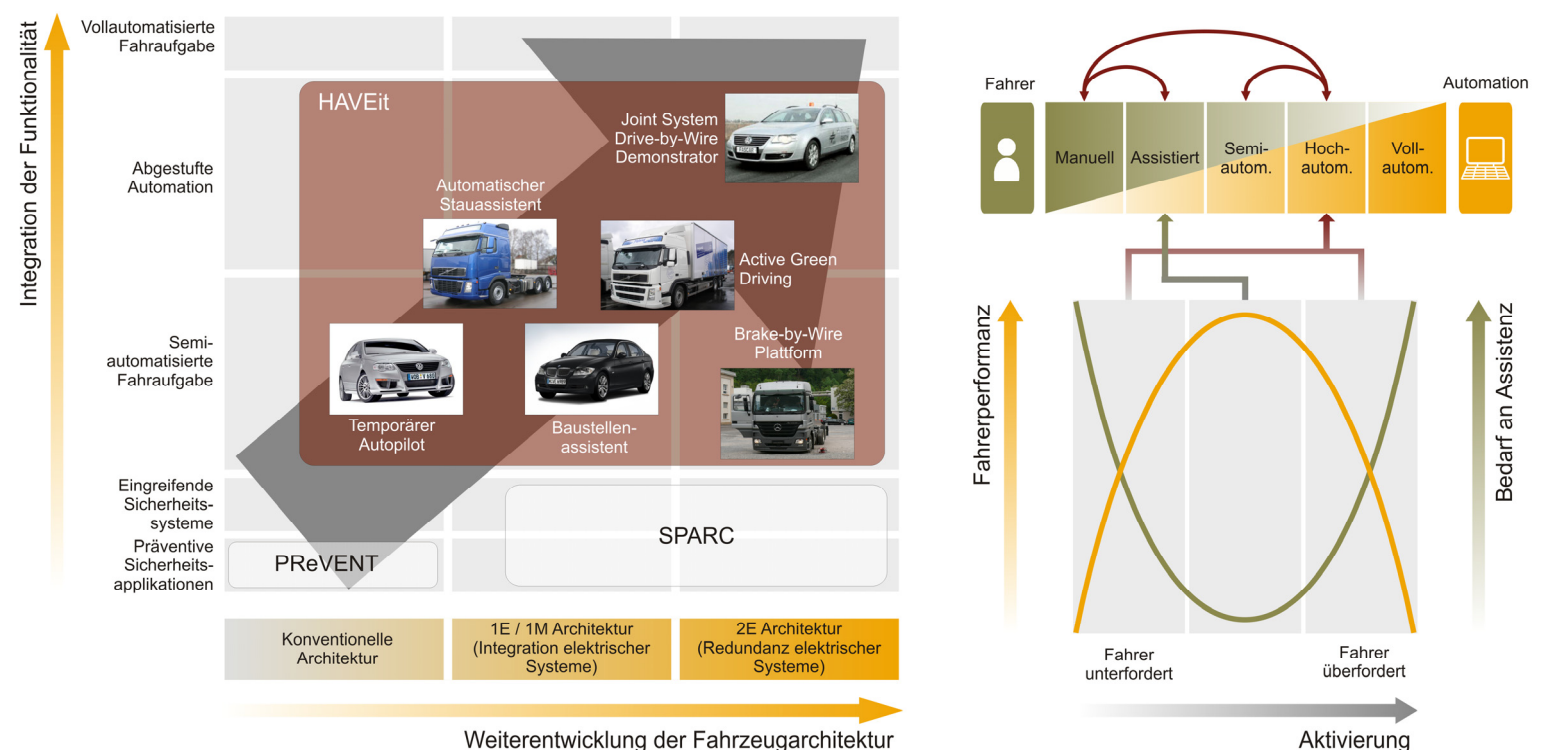 Integration der Funktionalität
Vollautomatisierte
Fahraufgabe
Abgestufte
Automation
Semi-
automatisierte
Fahraufgabe
Eingreifende
Sicherheits-
systeme
Präventive
Sicherheits-
applikationen
HAVEit
Joint System
Drive-by-Wire
Demonstrator
Automatischer
Stauassistent
Active Green
Driving
Temporärer
Autopilot
Baustellen-
assistent
Brake-by-Wire
Plattform
PReVENT
SPARC
Konventionelle
Architektur
1E / 1M Architektur
(Integration elektrischer
Systeme)
2E Architektur
(Redundanz elektrischer
Systeme)
Weiterentwicklung der Fahrzeugarchitektur
Fahrer
Automation
Manuell
Assistiert
Semi-
autom.
Hoch-
autom.
Voll-
autom.
Fahrerperformanz
Bedarf an Assistenz
Fahrer
unterfordert
Fahrer
überfordert
Aktivierung